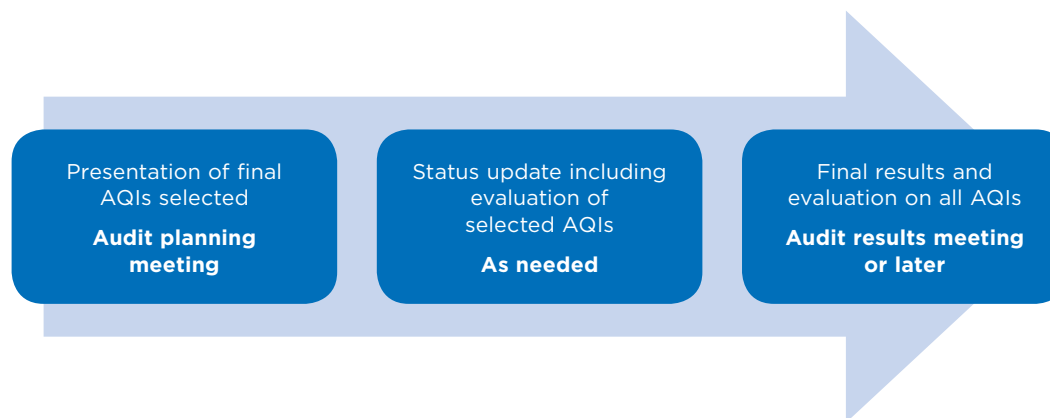 Presentation of final
AQIs selected
Audit planning
meeting
Status update including
evaluation of
selected AQIs
As needed
Final results and
evaluation on all AQIs
Audit results meeting
or later